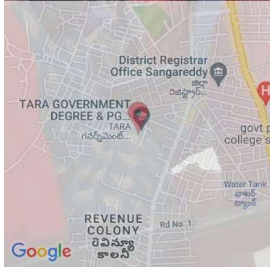 District Registrar
Office Sangareddy
జిల్లా
రిజిస్ట్రార్...
TARA GOVERNMENT
DEGREE & PG...
TARA
గవర్నమెంట్...
govt p
college s
Water Tank
వాటర్
ట్యాంక్
REVENUE
COLONY
రెవిన్యూ
కాలనీ
Rd No. 1
Google